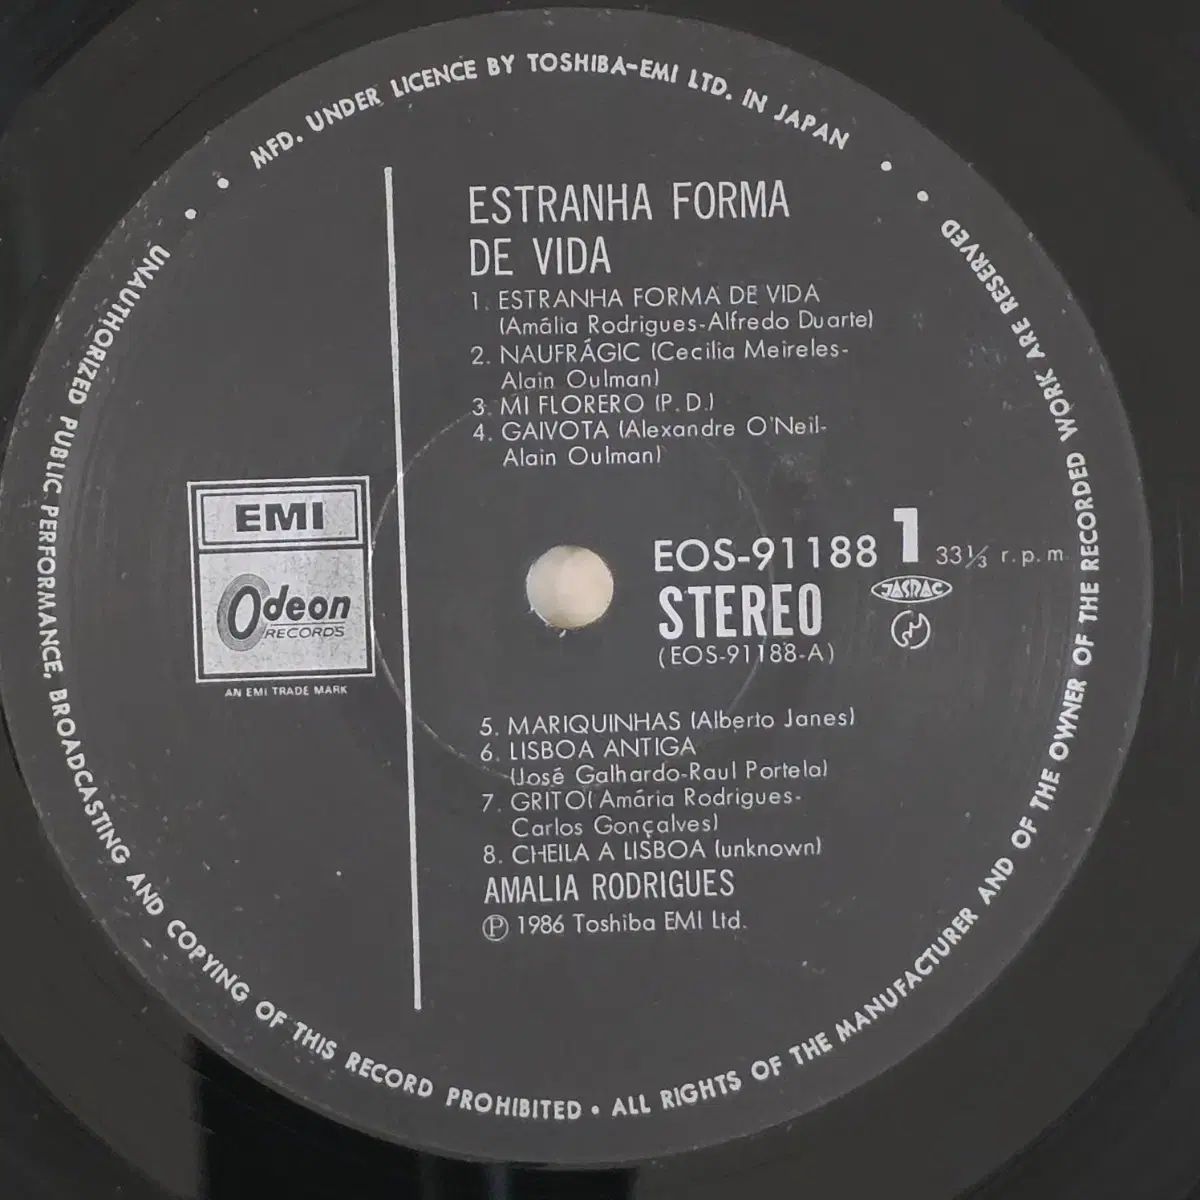 MFD. UNDER LICENCE BY TOSHIBA-EMI LTD. IN JAPAN
ESTRANHA FORMA
DE VIDA
1. ESTRANHA FORMA DE VIDA
(Amália Rodrigues-Alfredo Duarte)
2. NAUFRÁGIC (Cecilia Meireles-
Alain Oulman)
3. MI FLORERO (P.D.)
4. GAIVOTA (Alexandre O'Neil-
Alain Oulman)
EMI
Odeon
RECORDS
AN EMI TRADE MARK
EOS-91188 1 33⅓ r.p.m.
STEREO
JASRAC
(EOS-91188-A)
5. MARIQUINHAS (Alberto Janes)
6. LISBOA ANTIGA
(José Galhardo-Raul Portela)
7. GRITO( Amária Rodrigues-
Carlos Gonçalves)
8. CHEILA A LISBOA (unknown)
AMALIA RODRIGUES
Ⓟ 1986 Toshiba EMI Ltd.
UNAUTHORIZED PUBLIC PERFORMANCE, BROADCASTING AND COPYING OF THIS RECORD PROHIBITED • ALL RIGHTS OF THE MANUFACTURER AND OF THE OWNER OF THE RECORDED WORK ARE RESERVED